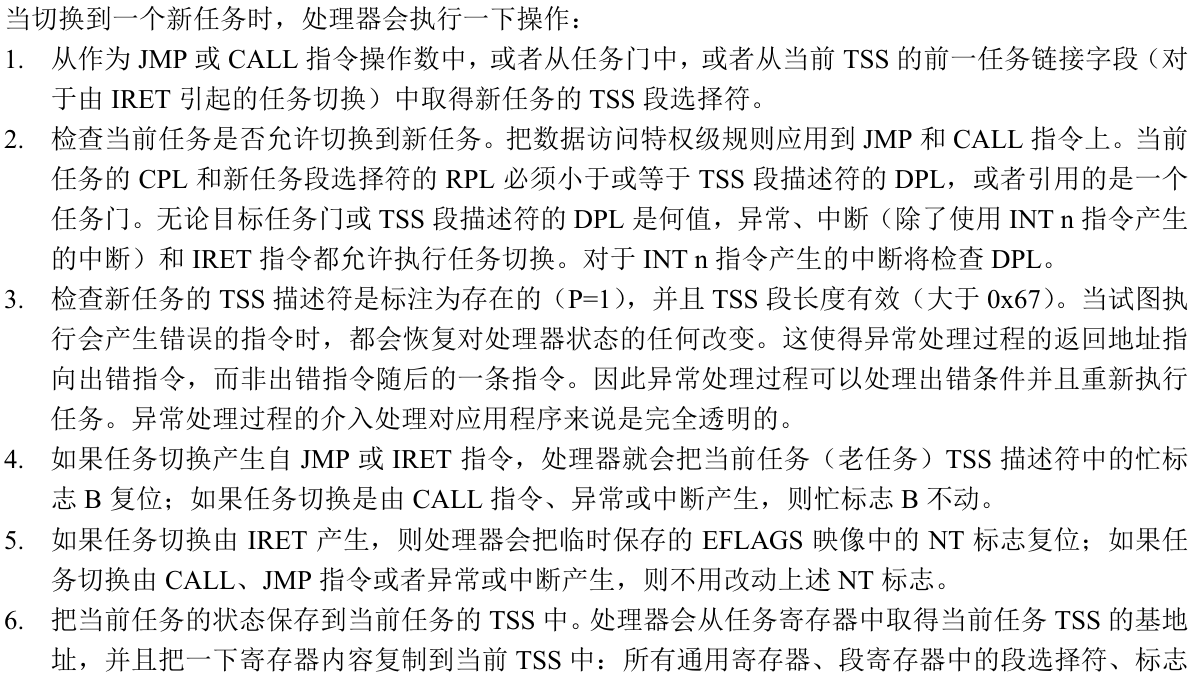 当切换到一个新任务时，处理器会执行一下操作：
1. 从作为 JMP 或 CALL 指令操作数中，或者从任务门中，或者从当前 TSS 的前一任务链接字段（对
于由 IRET 引起的任务切换）中取得新任务的 TSS 段选择符。
2. 检查当前任务是否允许切换到新任务。把数据访问特权级规则应用到 JMP 和 CALL 指令上。当前
任务的 CPL 和新任务段选择符的 RPL 必须小于或等于 TSS 段描述符的 DPL，或者引用的是一个
任务门。无论目标任务门或 TSS 段描述符的 DPL 是何值，异常、中断（除了使用 INT n 指令产生
的中断）和 IRET 指令都允许执行任务切换。对于 INT n 指令产生的中断将检查 DPL。
3. 检查新任务的 TSS 描述符是标注为存在的（P=1），并且 TSS 段长度有效（大于 0x67）。当试图执
行会产生错误的指令时，都会恢复对处理器状态的任何改变。这使得异常处理过程的返回地址指
向出错指令，而非出错指令随后的一条指令。因此异常处理过程可以处理出错条件并且重新执行
任务。异常处理过程的介入处理对应用程序来说是完全透明的。
4. 如果任务切换产生自 JMP 或 IRET 指令，处理器就会把当前任务（老任务）TSS 描述符中的忙标
志 B 复位；如果任务切换是由 CALL 指令、异常或中断产生，则忙标志 B 不动。
5. 如果任务切换由 IRET 产生，则处理器会把临时保存的 EFLAGS 映像中的 NT 标志复位；如果任
务切换由 CALL、JMP 指令或者异常或中断产生，则不用改动上述 NT 标志。
6. 把当前任务的状态保存到当前任务的 TSS 中。处理器会从任务寄存器中取得当前任务 TSS 的基地
址，并且把一下寄存器内容复制到当前 TSS 中：所有通用寄存器、段寄存器中的段选择符、标志